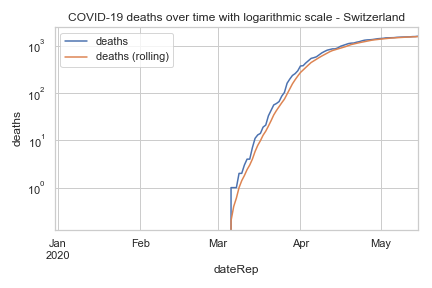 COVID-19 deaths over time with logarithmic scale - Switzerland
deaths
deaths (rolling)
10³
10²
10¹
10⁰
deaths
Jan
2020
Feb
Mar
Apr
May
dateRep